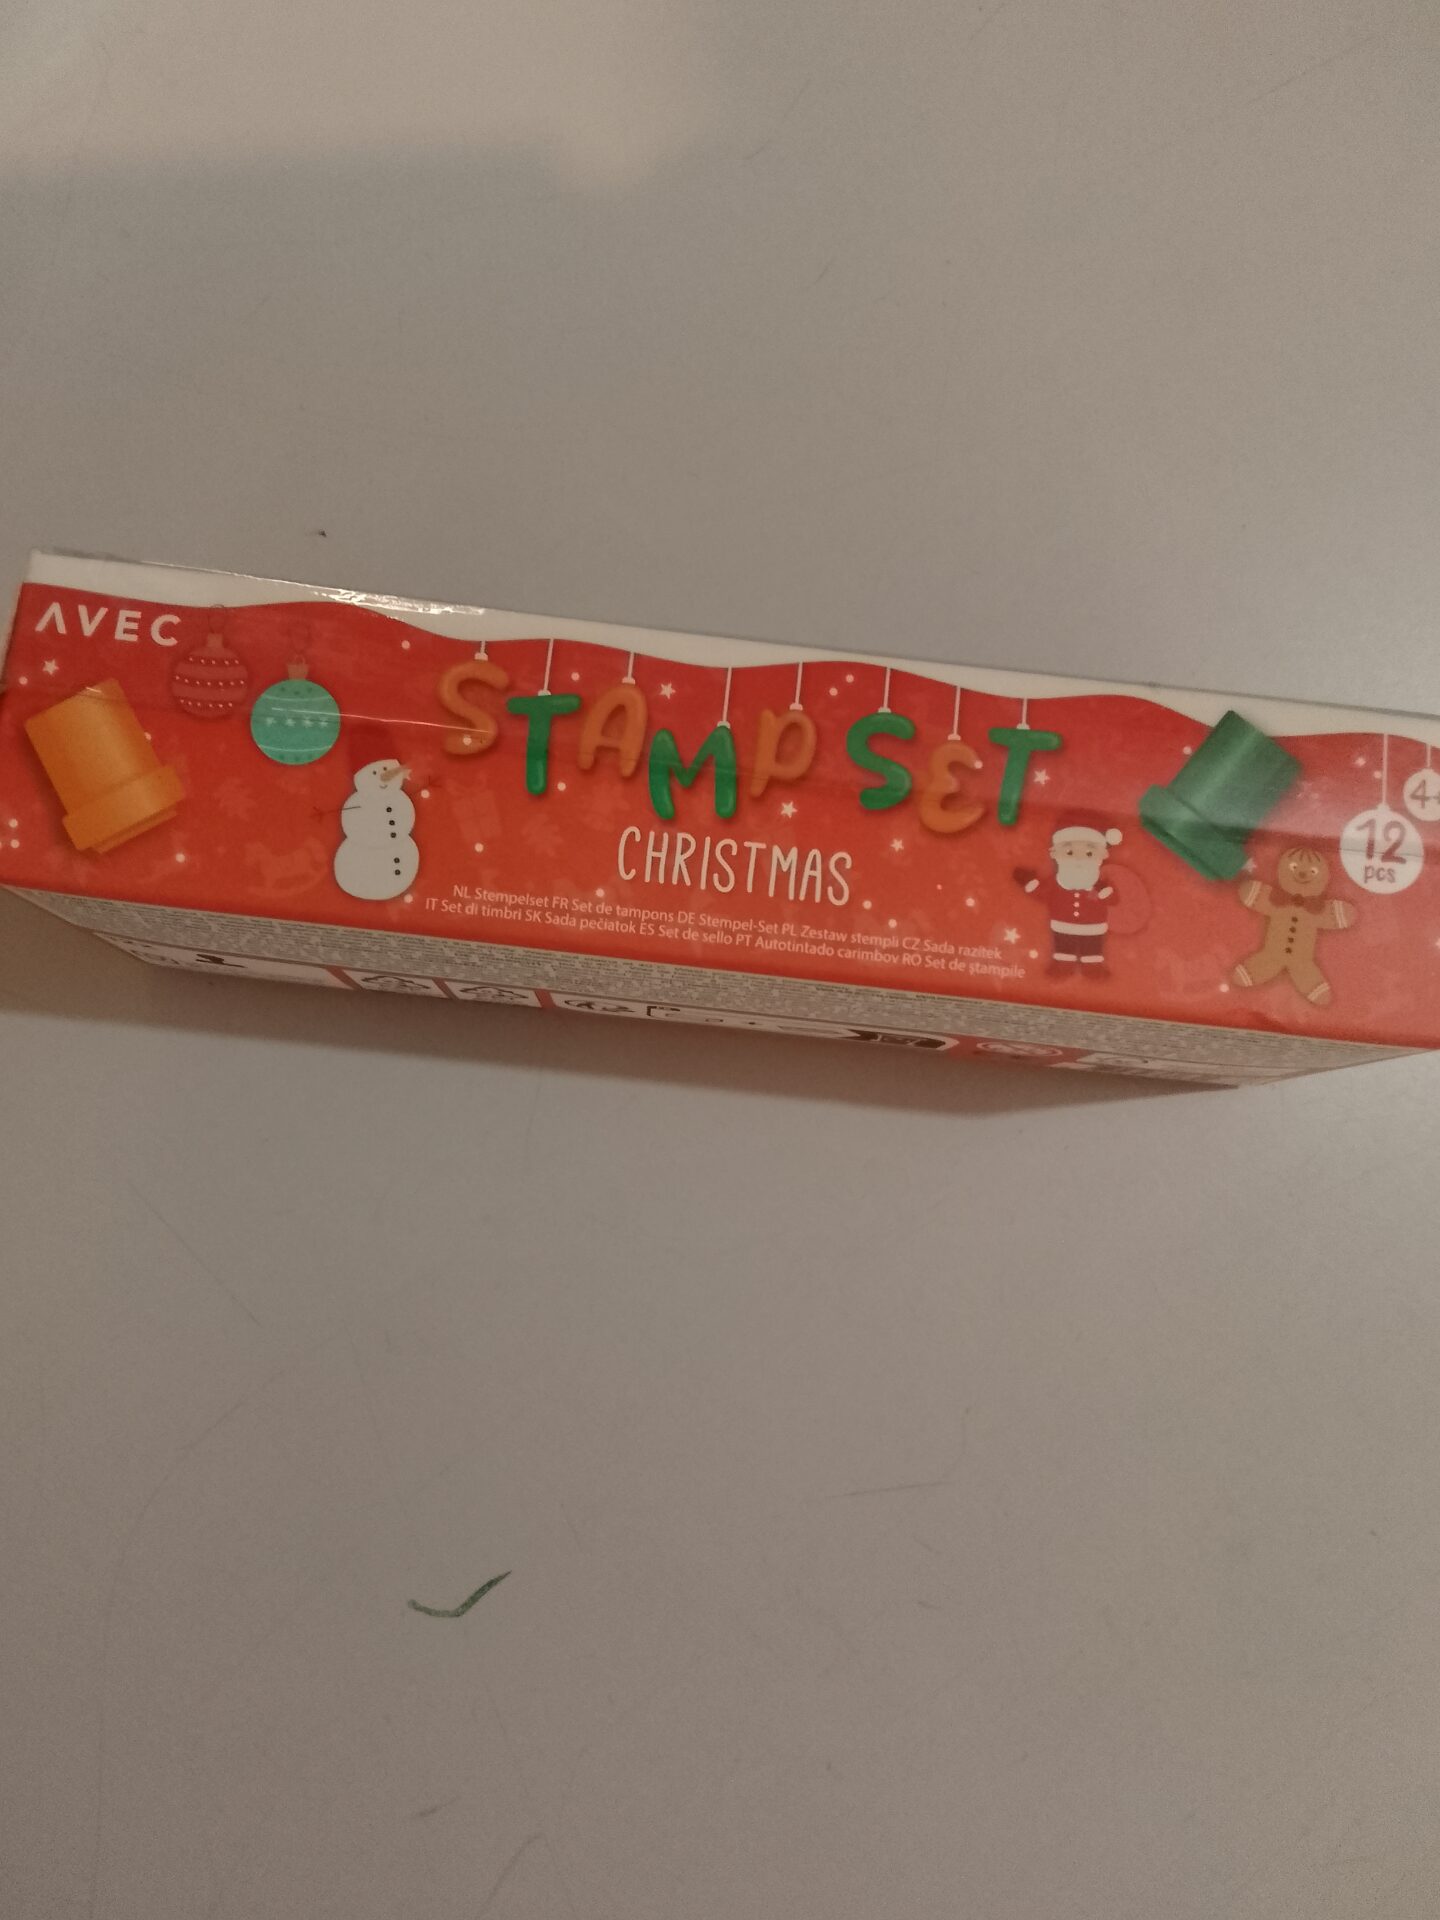 AVEC
STAMP SET
CHRISTMAS
NL Stempelset FR Set de tampons DE Stempel-Set PL Zestaw stempli CZ Sada razítek
IT Set di timbri SK Sada pečiatok ES Set de sello PT Autotintado carimbov RO Set de ștampile
4+
12
pcs